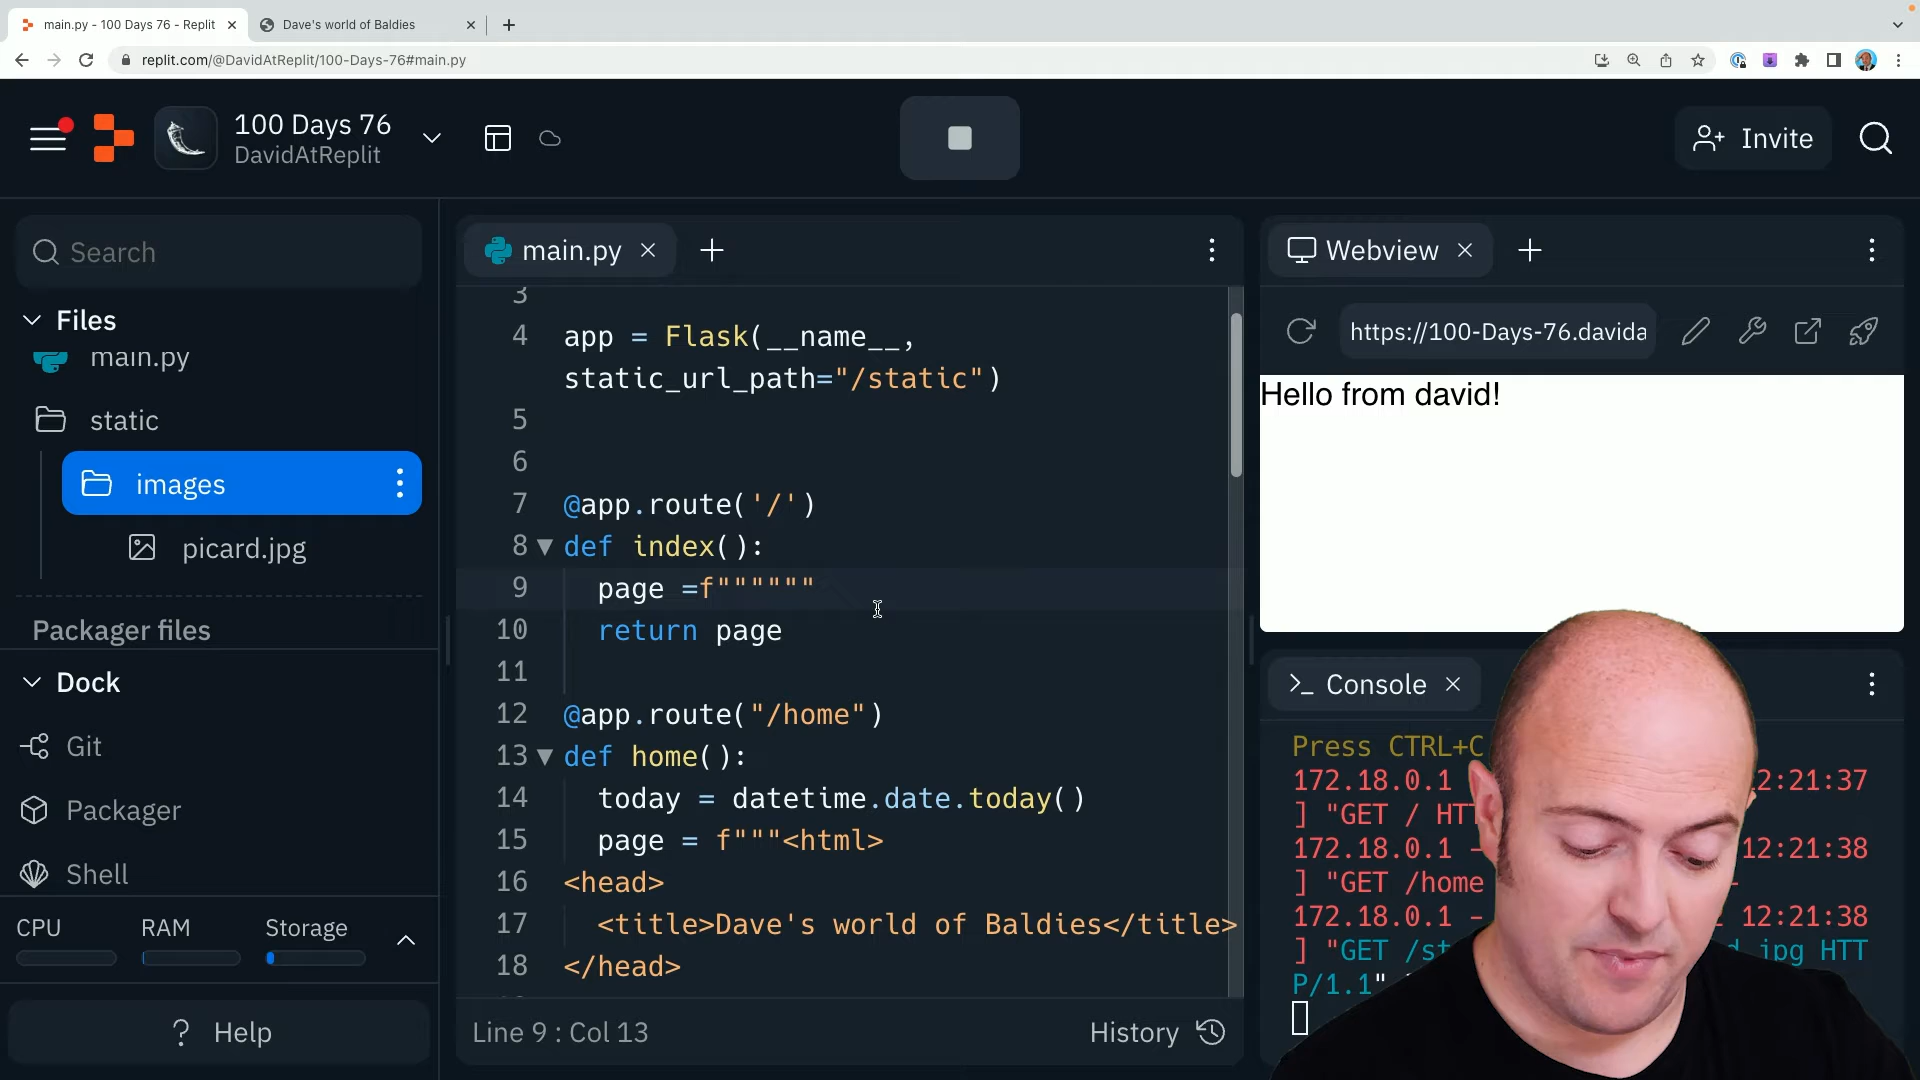 main.py - 100 Days 76 - Replit
Dave's world of Baldies
replit.com/@DavidAtReplit/100-Days-76#main.py
100 Days 76
DavidAtReplit
Invite
Search
Files
main.py
static
images
picard.jpg
Packager files
Dock
Git
Packager
Shell
CPU RAM Storage
? Help
main.py
3
4 app = Flask(__name__,
static_url_path="/static")
5
6
7 @app.route('/')
8 def index():
9 page =f""""""
10 return page
11
12 @app.route("/home")
13 def home():
14 today = datetime.date.today()
15 page = f"""<html>
16 <head>
17 <title>Dave's world of Baldies</title>
18 </head>
Line 9 : Col 13
History
Webview
https://100-Days-76.davida
Hello from david!
>_ Console
Press CTRL+C
172.18.0.1 2:21:37
] "GET / HT
172.18.0.1 - 12:21:38
] "GET /home
172.18.0.1 - 12:21:38
] "GET /st jpg HTT
P/1.1"